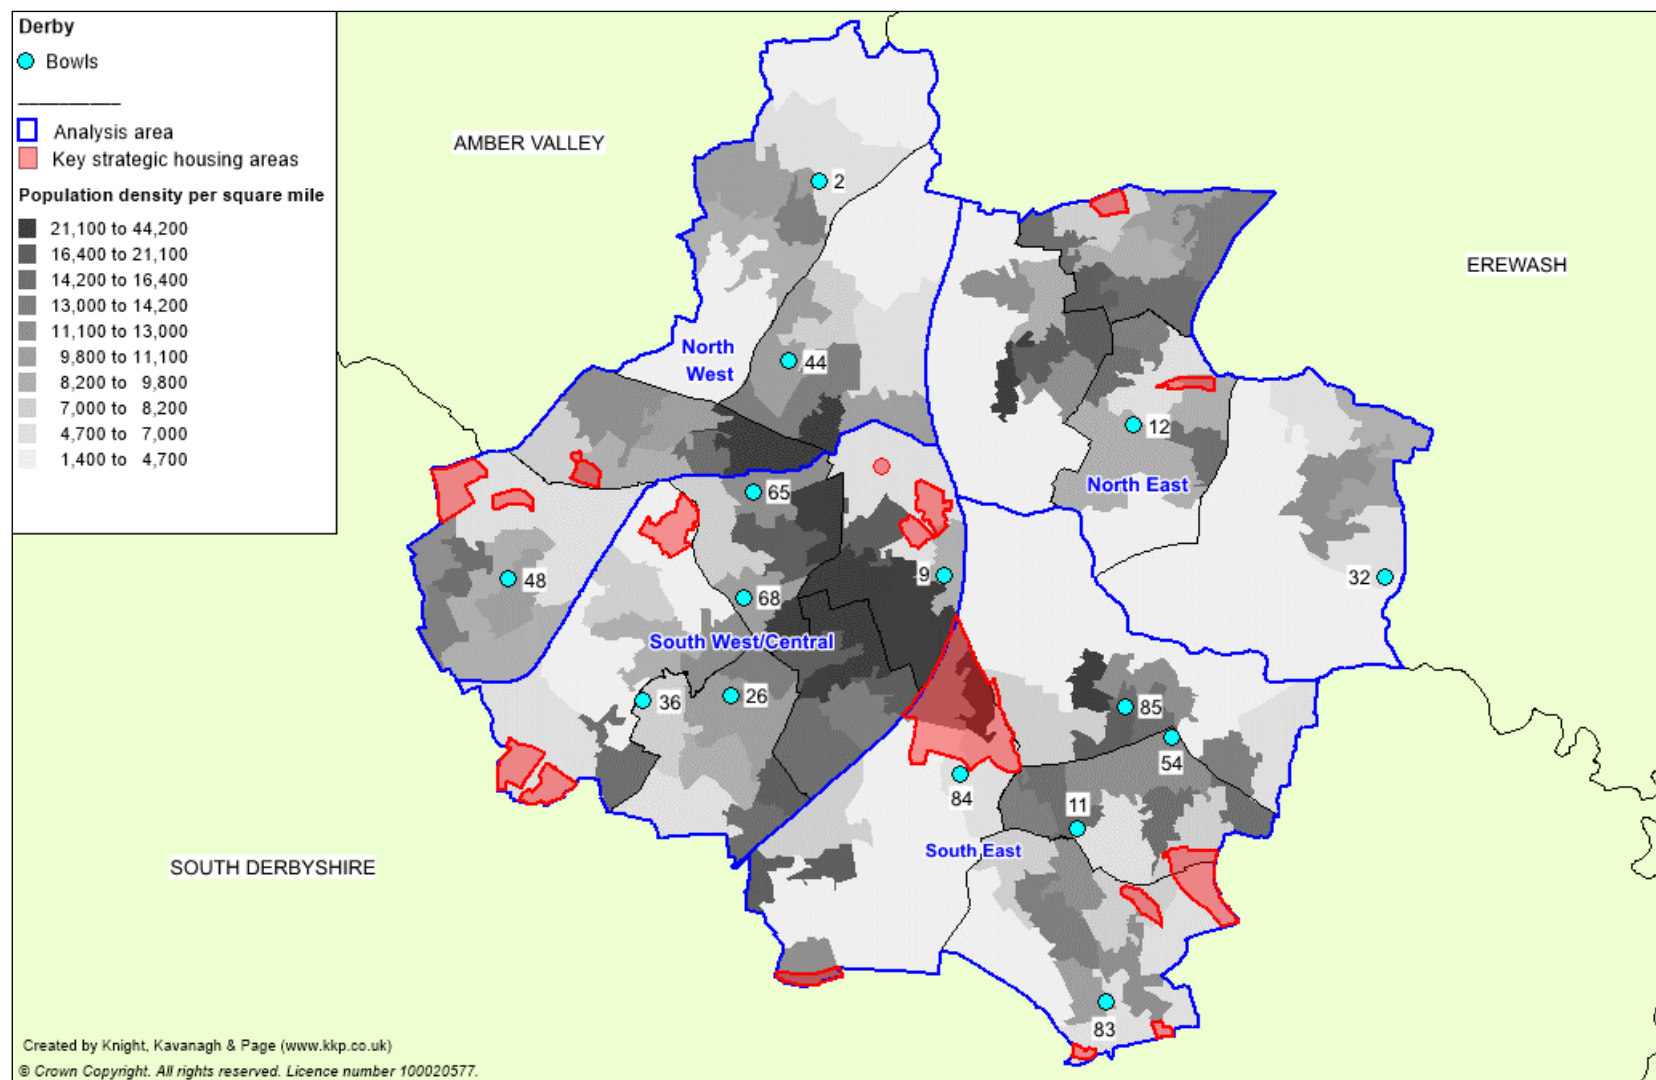 Derby
Bowls
Analysis area
Key strategic housing areas
Population density per square mile
21,100 to 44,200
16,400 to 21,100
14,200 to 16,400
13,000 to 14,200
11,100 to 13,000
9,800 to 11,100
8,200 to 9,800
7,000 to 8,200
4,700 to 7,000
1,400 to 4,700
AMBER VALLEY
2
EREWASH
North
West
44
12
North East
65
9
48
32
68
South West/Central
36
26
85
54
84
11
South East
SOUTH DERBYSHIRE
83
Created by Knight, Kavanagh & Page (www.kkp.co.uk)
© Crown Copyright. All rights reserved. Licence number 100020577.